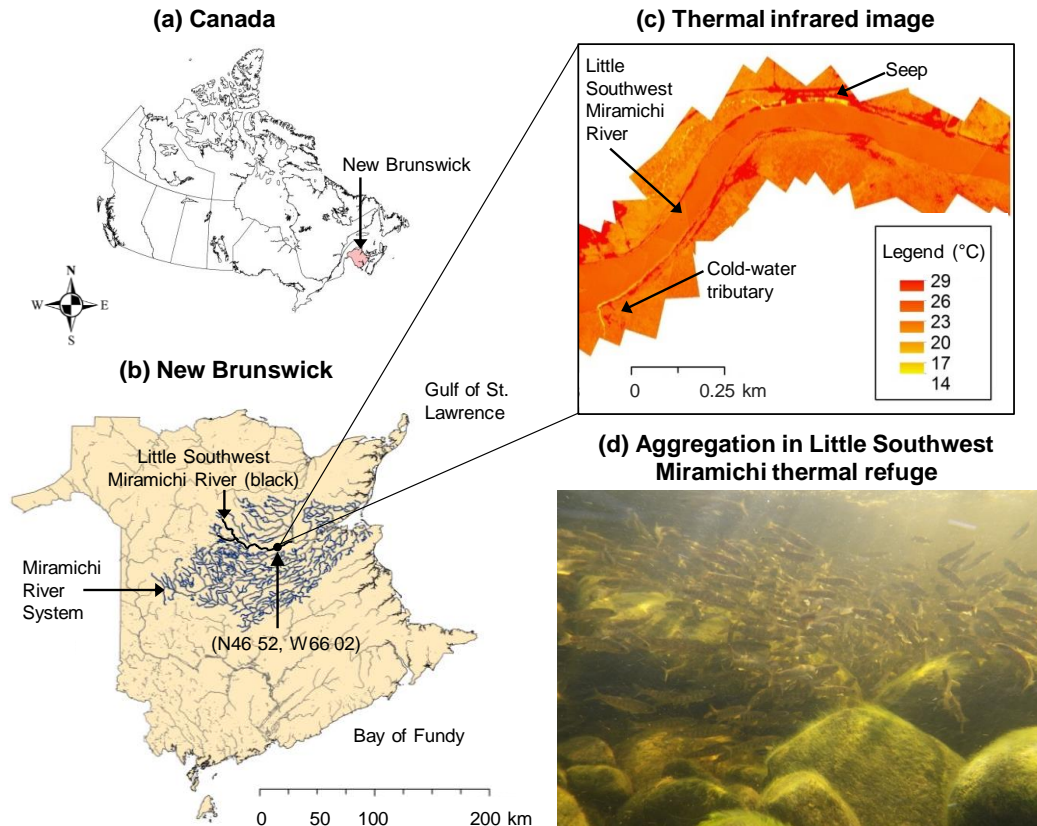 (a) Canada
New Brunswick
N
W
E
S
(b) New Brunswick
Gulf of St.
Lawrence
Little Southwest
Miramichi River (black)
Miramichi
River
System
(N46 52, W66 02)
Bay of Fundy
0 50 100 200 km
(c) Thermal infrared image
Little
Southwest
Miramichi
River
Seep
Cold-water
tributary
Legend (°C)
29
26
23
20
17
14
0 0.25 km
(d) Aggregation in Little Southwest
Miramichi thermal refuge